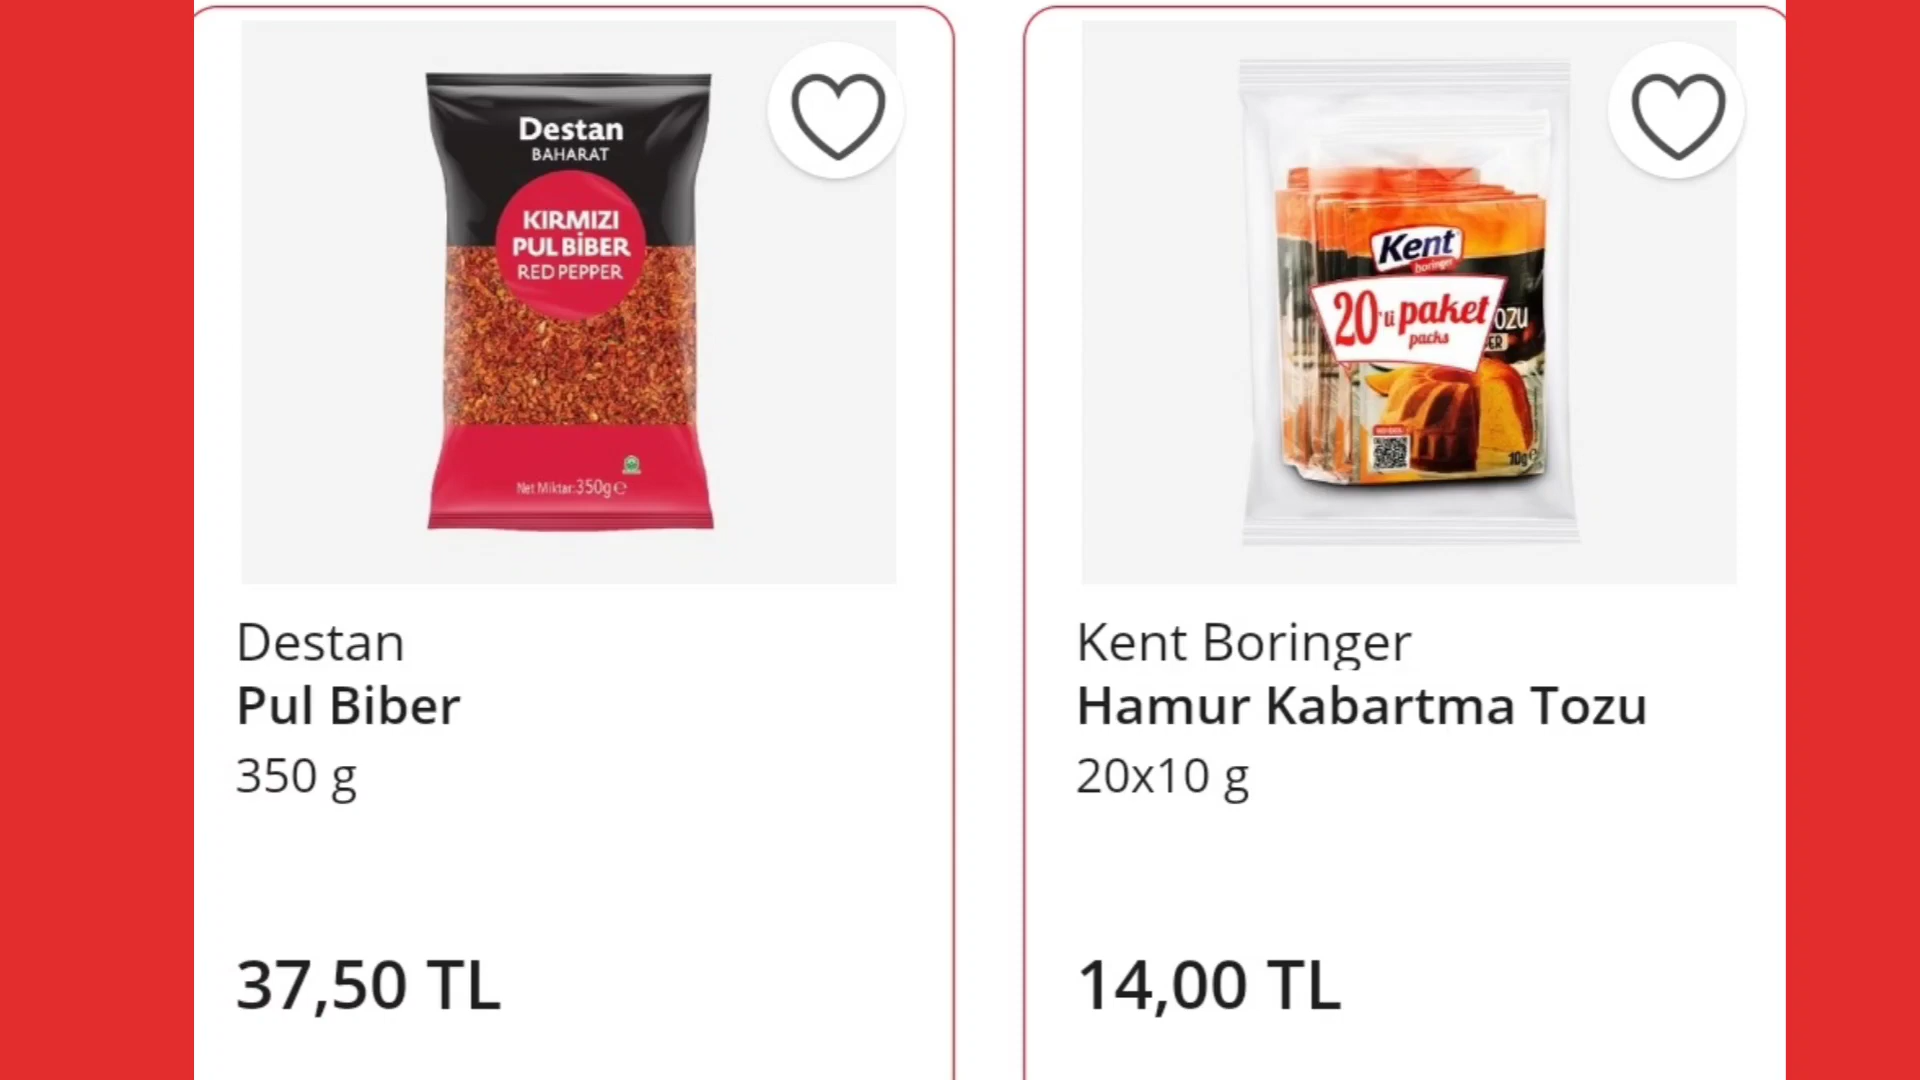 Destan
BAHARAT
KIRMIZI
PUL BİBER
RED PEPPER
Net Miktar:350g℮
Destan
Pul Biber
350 g
37,50 TL
Kent
boringer
20'li paket
packs
10g℮
Kent Boringer
Hamur Kabartma Tozu
20x10 g
14,00 TL